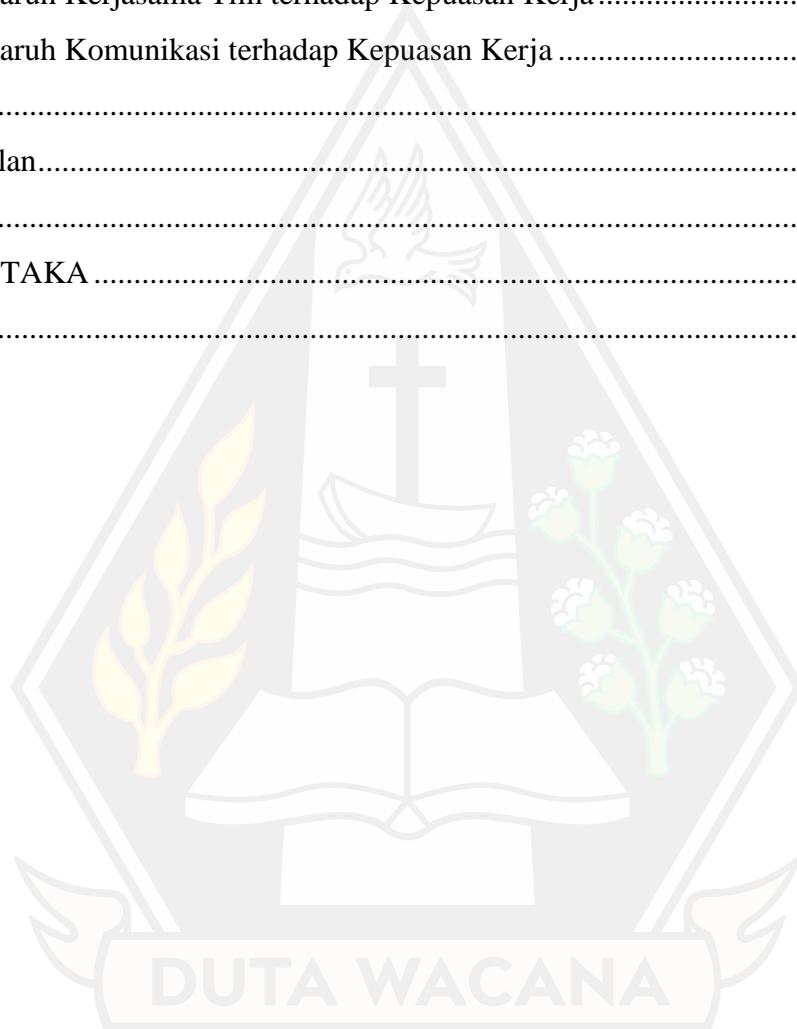 aruh Kerjasama Tim terhadap Kepuasan Kerja....................................
aruh Komunikasi terhadap Kepuasan Kerja ....................................
....................................................................................................
lan....................................................................................................
....................................................................................................
TAKA ....................................................................................................
....................................................................................................
DUTA WACANA